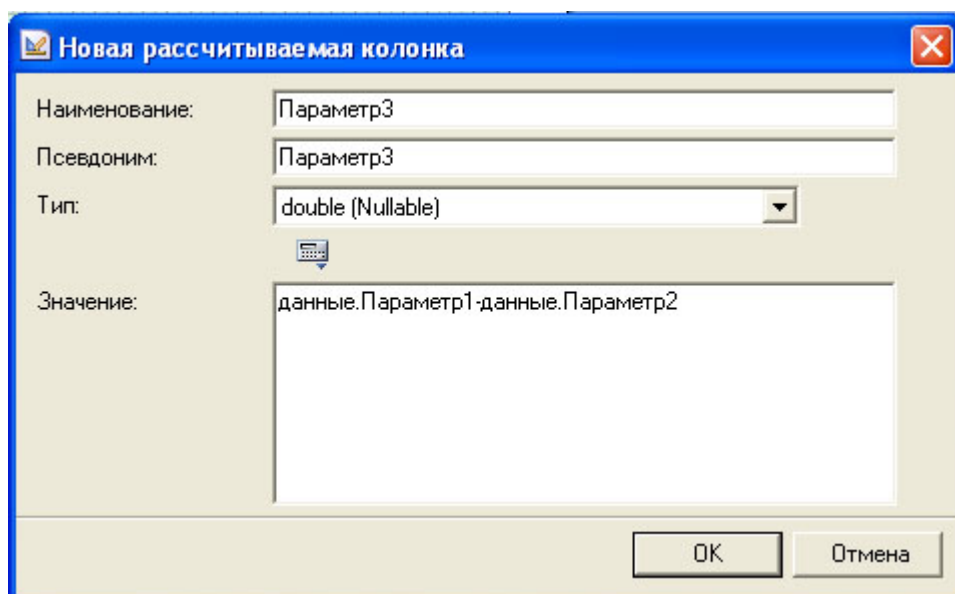 Новая рассчитываемая колонка
Наименование: Параметр3
Псевдоним: Параметр3
Тип: double (Nullable)
Значение: данные.Параметр1-данные.Параметр2
OK Отмена